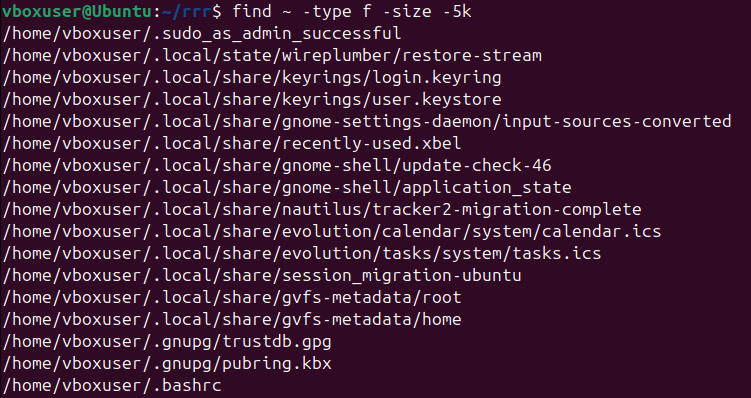 vboxuser@Ubuntu:~/rrr$ find ~ -type f -size -5k
/home/vboxuser/.sudo_as_admin_successful
/home/vboxuser/.local/state/wireplumber/restore-stream
/home/vboxuser/.local/share/keyrings/login.keyring
/home/vboxuser/.local/share/keyrings/user.keystore
/home/vboxuser/.local/share/gnome-settings-daemon/input-sources-converted
/home/vboxuser/.local/share/recently-used.xbel
/home/vboxuser/.local/share/gnome-shell/update-check-46
/home/vboxuser/.local/share/gnome-shell/application_state
/home/vboxuser/.local/share/nautilus/tracker2-migration-complete
/home/vboxuser/.local/share/evolution/calendar/system/calendar.ics
/home/vboxuser/.local/share/evolution/tasks/system/tasks.ics
/home/vboxuser/.local/share/session_migration-ubuntu
/home/vboxuser/.local/share/gvfs-metadata/root
/home/vboxuser/.local/share/gvfs-metadata/home
/home/vboxuser/.gnupg/trustdb.gpg
/home/vboxuser/.gnupg/pubring.kbx
/home/vboxuser/.bashrc